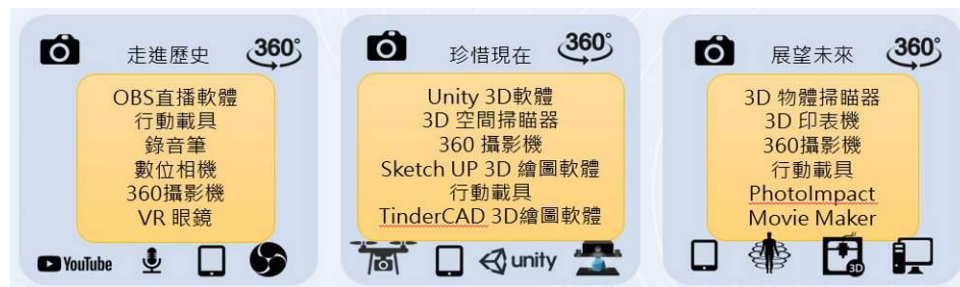 360°
走進歷史
OBS直播軟體
行動載具
錄音筆
數位相機
360攝影機
VR 眼鏡
YouTube
360°
珍惜現在
Unity 3D軟體
3D 空間掃瞄器
360 攝影機
Sketch UP 3D 繪圖軟體
行動載具
TinderCAD 3D繪圖軟體
unity
360°
展望未來
3D 物體掃瞄器
3D 印表機
360攝影機
行動載具
PhotoImpact
Movie Maker
3D